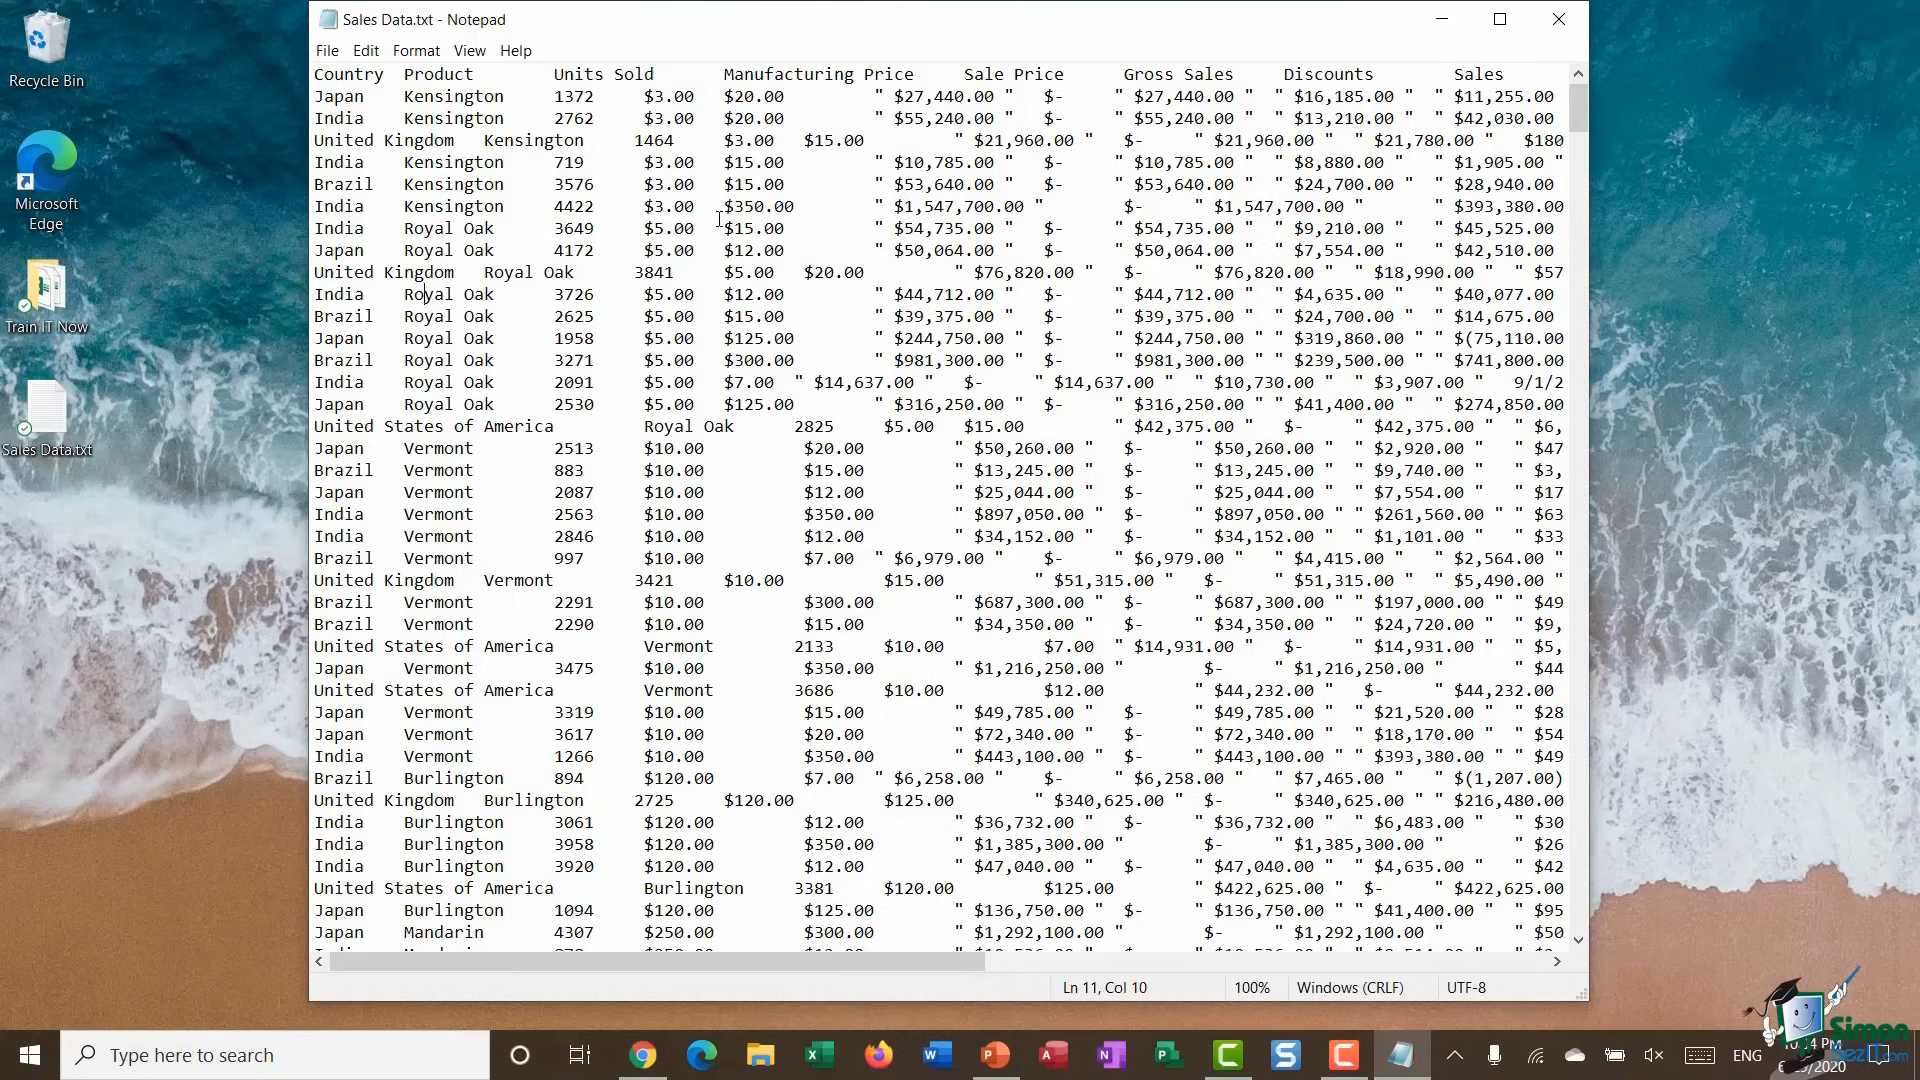 Recycle Bin
Microsoft Edge
Train IT Now
Sales Data.txt
Sales Data.txt - Notepad
File Edit Format View Help
Country Product Units Sold Manufacturing Price Sale Price Gross Sales Discounts Sales
Japan Kensington 1372 $3.00 $20.00 " $27,440.00 " $- " $27,440.00 " " $16,185.00 " " $11,255.00
India Kensington 2762 $3.00 $20.00 " $55,240.00 " $- " $55,240.00 " " $13,210.00 " " $42,030.00
United Kingdom Kensington 1464 $3.00 $15.00 " $21,960.00 " $- " $21,960.00 " " $21,780.00 " " $180
India Kensington 719 $3.00 $15.00 " $10,785.00 " $- " $10,785.00 " " $8,880.00 " " $1,905.00 "
Brazil Kensington 3576 $3.00 $15.00 " $53,640.00 " $- " $53,640.00 " " $24,700.00 " " $28,940.00
India Kensington 4422 $3.00 $350.00 " $1,547,700.00 " $- " $1,547,700.00 " " $393,380.00
India Royal Oak 3649 $5.00 $15.00 " $54,735.00 " $- " $54,735.00 " " $9,210.00 " " $45,525.00
Japan Royal Oak 4172 $5.00 $12.00 " $50,064.00 " $- " $50,064.00 " " $7,554.00 " " $42,510.00
United Kingdom Royal Oak 3841 $5.00 $20.00 " $76,820.00 " $- " $76,820.00 " " $18,990.00 " " $57
India Royal Oak 3726 $5.00 $12.00 " $44,712.00 " $- " $44,712.00 " " $4,635.00 " " $40,077.00
Brazil Royal Oak 2625 $5.00 $15.00 " $39,375.00 " $- " $39,375.00 " " $24,700.00 " " $14,675.00
Japan Royal Oak 1958 $5.00 $125.00 " $244,750.00 " $- " $244,750.00 " " $319,860.00 " " $(75,110.00
Brazil Royal Oak 3271 $5.00 $300.00 " $981,300.00 " $- " $981,300.00 " " $239,500.00 " " $741,800.00
India Royal Oak 2091 $5.00 $7.00 " $14,637.00 " $- " $14,637.00 " " $10,730.00 " " $3,907.00 " 9/1/2
Japan Royal Oak 2530 $5.00 $125.00 " $316,250.00 " $- " $316,250.00 " " $41,400.00 " " $274,850.00
United States of America Royal Oak 2825 $5.00 $15.00 " $42,375.00 " $- " $42,375.00 " " $6,
Japan Vermont 2513 $10.00 $20.00 " $50,260.00 " $- " $50,260.00 " " $2,920.00 " " $47
Brazil Vermont 883 $10.00 $15.00 " $13,245.00 " $- " $13,245.00 " " $9,740.00 " " $3,
Japan Vermont 2087 $10.00 $12.00 " $25,044.00 " $- " $25,044.00 " " $7,554.00 " " $17
India Vermont 2563 $10.00 $350.00 " $897,050.00 " $- " $897,050.00 " " $261,560.00 " " $63
India Vermont 2846 $10.00 $12.00 " $34,152.00 " $- " $34,152.00 " " $1,101.00 " " $33
Brazil Vermont 997 $10.00 $7.00 " $6,979.00 " $- " $6,979.00 " " $4,415.00 " " $2,564.00 "
United Kingdom Vermont 3421 $10.00 $15.00 " $51,315.00 " $- " $51,315.00 " " $5,490.00 "
Brazil Vermont 2291 $10.00 $300.00 " $687,300.00 " $- " $687,300.00 " " $197,000.00 " " $49
Brazil Vermont 2290 $10.00 $15.00 " $34,350.00 " $- " $34,350.00 " " $24,720.00 " " $9,
United States of America Vermont 2133 $10.00 $7.00 " $14,931.00 " $- " $14,931.00 " " $5,
Japan Vermont 3475 $10.00 $350.00 " $1,216,250.00 " $- " $1,216,250.00 " " $44
United States of America Vermont 3686 $10.00 $12.00 " $44,232.00 " $- " $44,232.00
Japan Vermont 3319 $10.00 $15.00 " $49,785.00 " $- " $49,785.00 " " $21,520.00 " " $28
Japan Vermont 3617 $10.00 $20.00 " $72,340.00 " $- " $72,340.00 " " $18,170.00 " " $54
India Vermont 1266 $10.00 $350.00 " $443,100.00 " $- " $443,100.00 " " $393,380.00 " " $49
Brazil Burlington 894 $120.00 $7.00 " $6,258.00 " $- " $6,258.00 " " $7,465.00 " " $(1,207.00)
United Kingdom Burlington 2725 $120.00 $125.00 " $340,625.00 " $- " $340,625.00 " " $216,480.00
India Burlington 3061 $120.00 $12.00 " $36,732.00 " $- " $36,732.00 " " $6,483.00 " " $30
India Burlington 3958 $120.00 $350.00 " $1,385,300.00 " $- " $1,385,300.00 " " $26
India Burlington 3920 $120.00 $12.00 " $47,040.00 " $- " $47,040.00 " " $4,635.00 " " $42
United States of America Burlington 3381 $120.00 $125.00 " $422,625.00 " $- " $422,625.00
Japan Burlington 1094 $120.00 $125.00 " $136,750.00 " $- " $136,750.00 " " $41,400.00 " " $95
Japan Mandarin 4307 $250.00 $300.00 " $1,292,100.00 " $- " $1,292,100.00 " " $50
Ln 11, Col 10 100% Windows (CRLF) UTF-8
Type here to search
ENG
Simon
SezIT.com